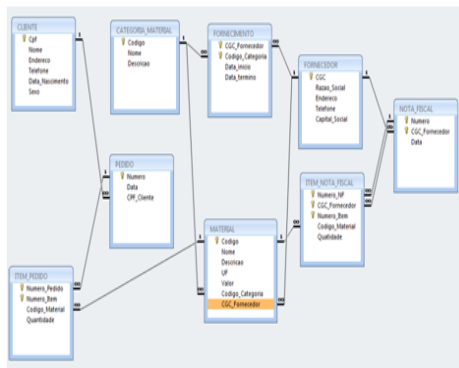 CLIENTE
Cpf
Nome
Endereco
Telefone
Data_Nascimento
Sexo
CATEGORIA_MATERIAL
Codigo
Nome
Descricao
FORNECIMENTO
CGC_Fornecedor
Codigo_Categoria
Data_inicio
Data_termino
FORNECEDOR
CGC
Razao_Social
Endereco
Telefone
Capital_Social
NOTA_FISCAL
Numero
CGC_Fornecedor
Data
PEDIDO
Numero
Data
CPF_Cliente
ITEM_NOTA_FISCAL
Numero_NF
CGC_Fornecedor
Numero_Item
Codigo_Material
Quatidade
MATERIAL
Codigo
Nome
Descricao
UF
Valor
Codigo_Categoria
CGC_Fornecedor
ITEM_PEDIDO
Numero_Pedido
Numero_Item
Codigo_Material
Quantidade